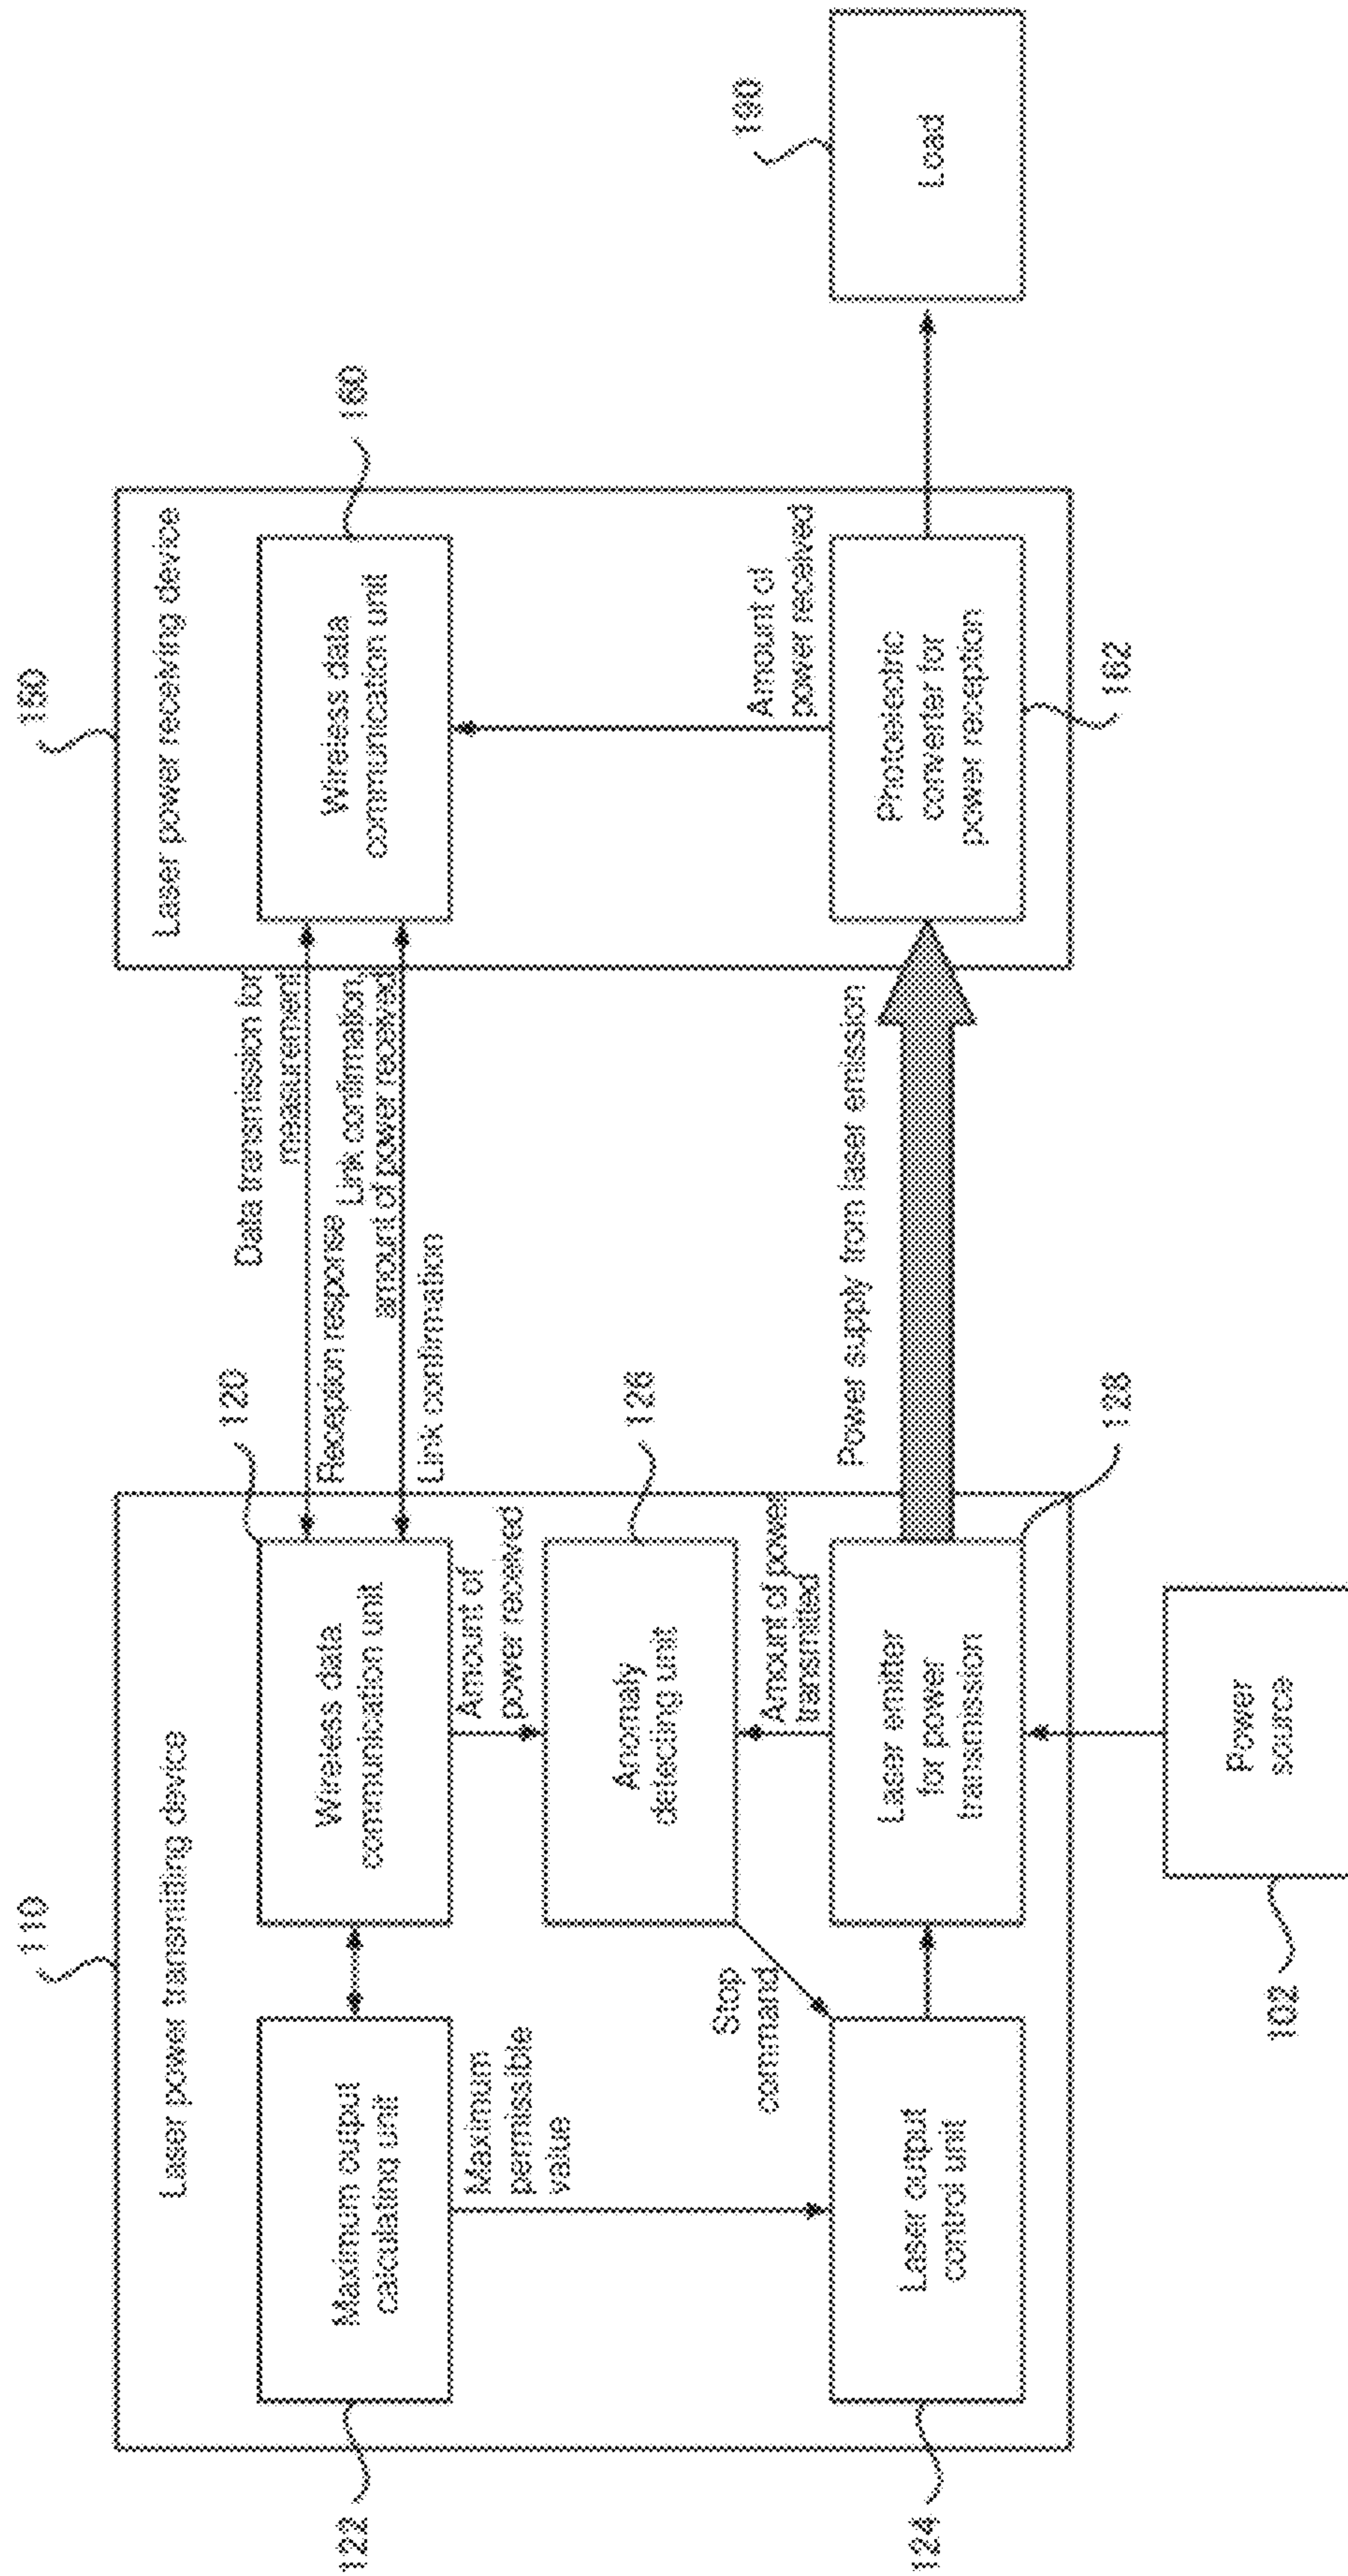 110
Laser power transmitting device
122
Maximum output
calculating unit
120
Wireless data
communication unit
Maximum
permissible
value
Amount of
power received
126
Anomaly
detecting unit
Stop
command
Amount of power
transmitted
124
Laser output
control unit
Laser emitter
for power
transmission
128
102
Power
source
Data transmission for
measurement
Reception response
Link confirmation,
amount of power received
Link confirmation
Power supply from laser emission
150
Laser power receiving device
160
Wireless data
communication unit
Amount of
power received
Photoelectric
converter for
power reception
162
190
Load